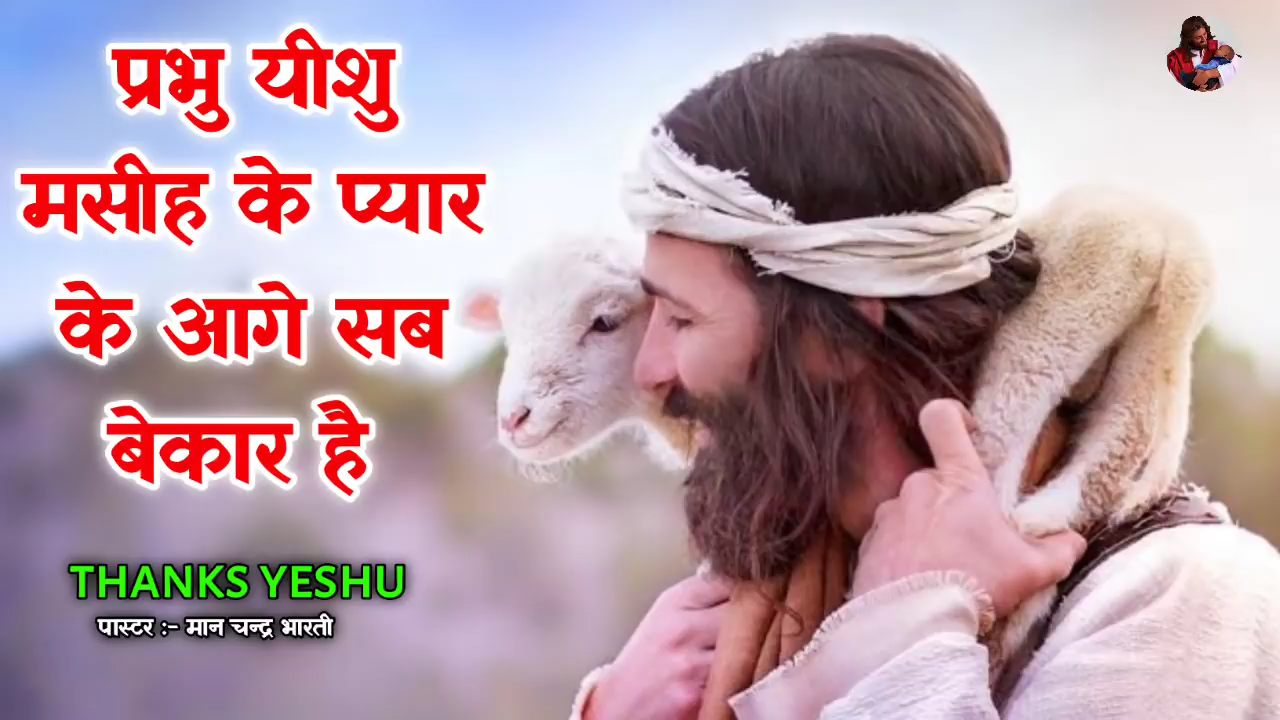 प्रभु यीशु
मसीह के प्यार
के आगे सब
बेकार है
THANKS YESHU
पास्टर :- मान चन्द्र भारती